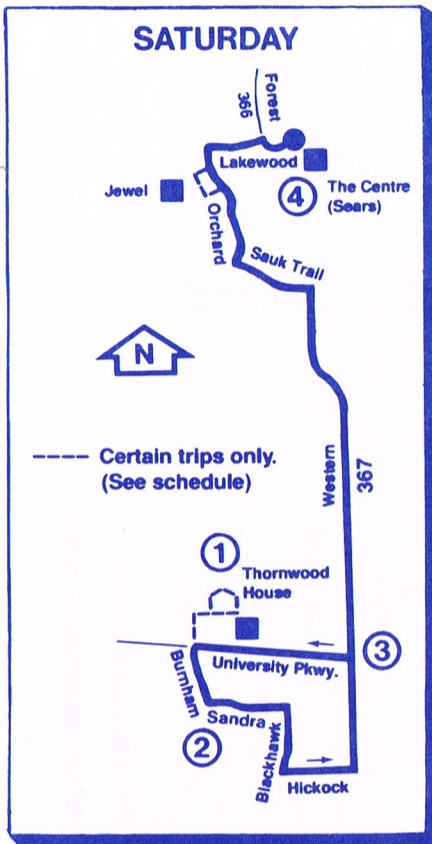 SATURDAY
Forest
366
Lakewood
Jewel
4
The Centre
(Sears)
Orchard
Sauk Trail
N
Certain trips only.
(See schedule)
Western
367
1
Thornwood
House
3
University Pkwy.
Burnham
Sandra
2
Blackhawk
Hickock